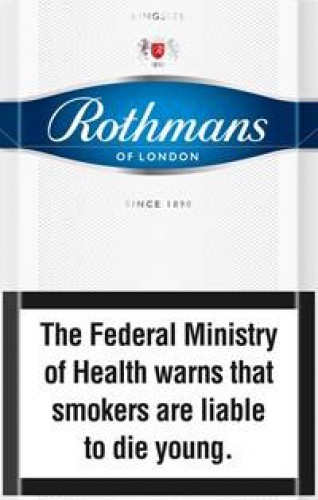 KINGSIZE
Rothmans
OF LONDON
SINCE 1890
The Federal Ministry
of Health warns that
smokers are liable
to die young.